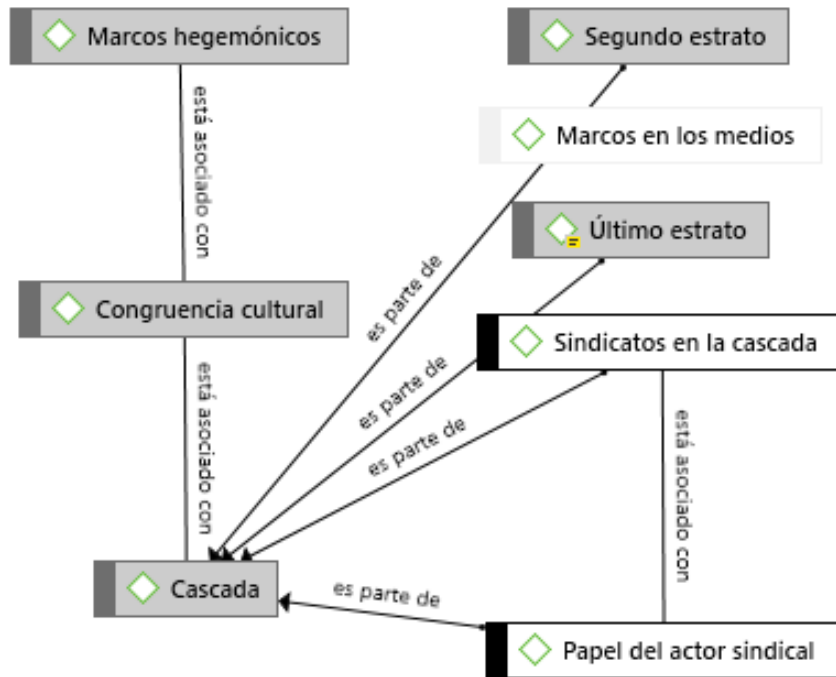 Marcos hegemónicos
Segundo estrato
está asociado con
Marcos en los medios
Último estrato
es parte de
Congruencia cultural
Sindicatos en la cascada
es parte de
está asociado con
es parte de
está asociado con
Cascada
es parte de
Papel del actor sindical